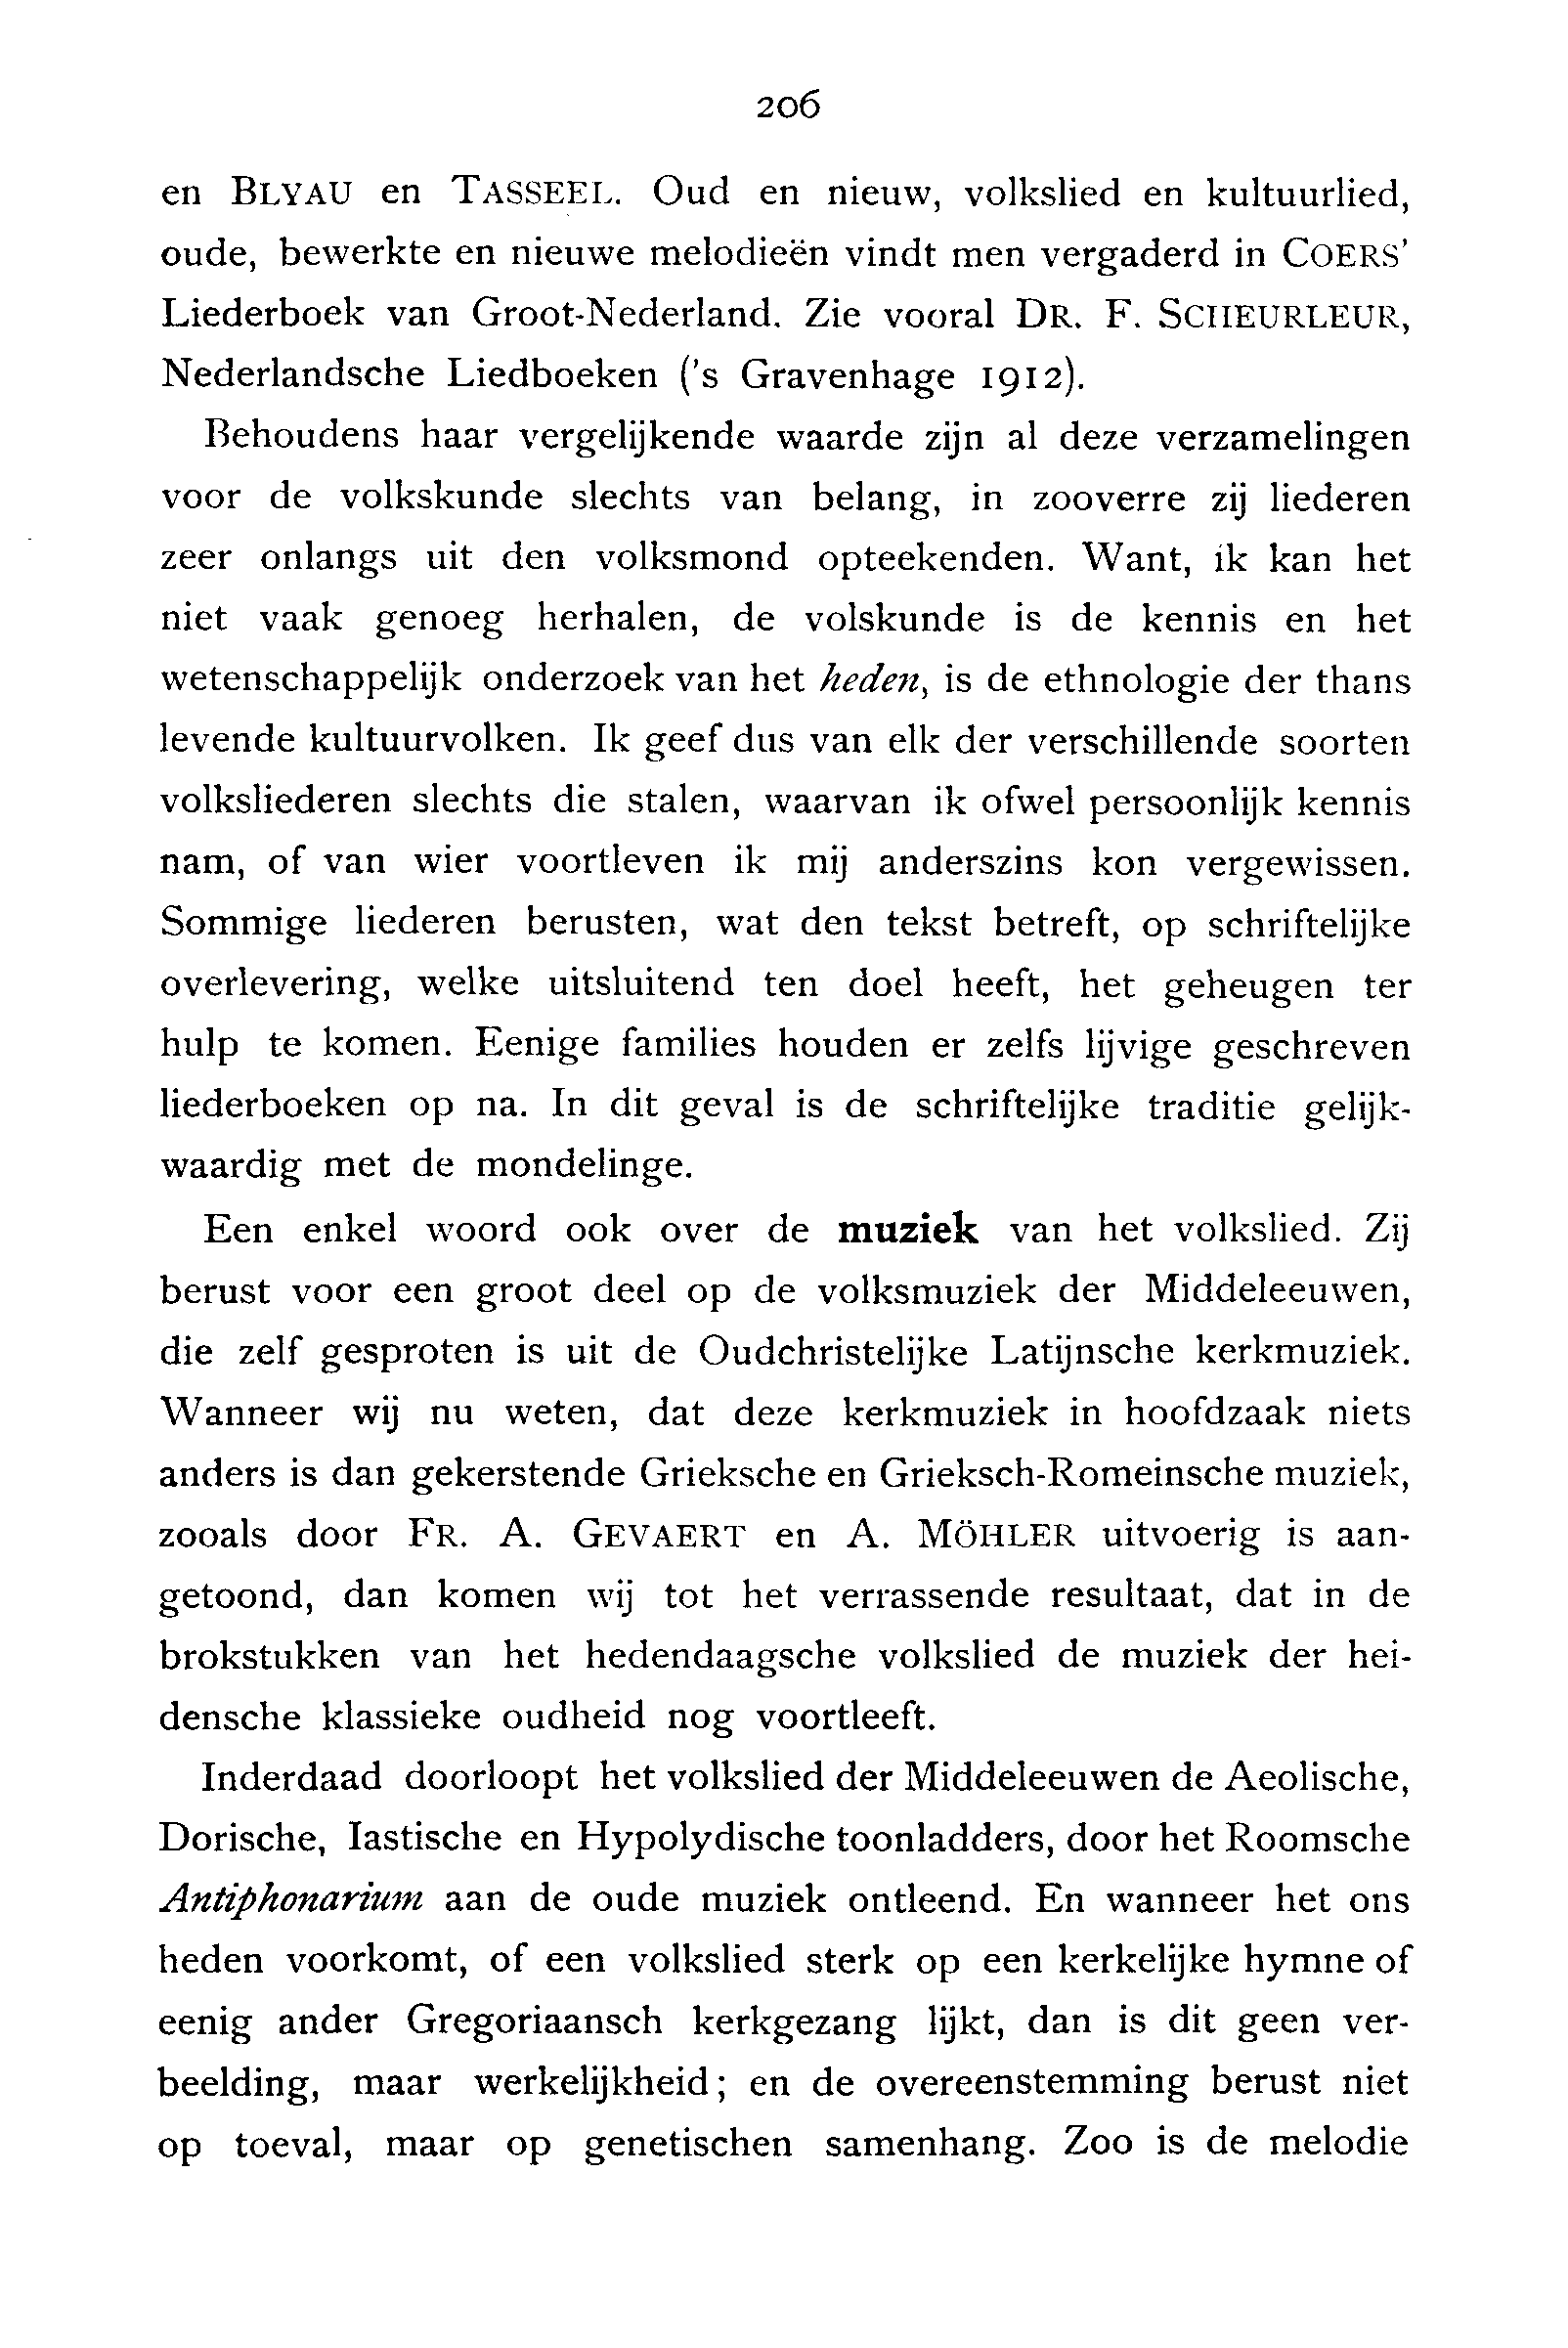 206
en BLYAU en TASSEEL. Oud en nieuw, volkslied en kultuurlied,
oude, bewerkte en nieuwe melodieën vindt men vergaderd in COERS'
Liederboek van Groot-Nederland. Zie vooral DR. F. SCHEURLEUR,
Nederlandsche Liedboeken ('s Gravenhage 1912).
Behoudens haar vergelijkende waarde zijn al deze verzamelingen
voor de volkskunde slechts van belang, in zooverre zij liederen
zeer onlangs uit den volksmond opteekenden. Want, ik kan het
niet vaak genoeg herhalen, de volskunde is de kennis en het
wetenschappelijk onderzoek van het heden, is de ethnologie der thans
levende kultuurvolken. Ik geef dus van elk der verschillende soorten
volksliederen slechts die stalen, waarvan ik ofwel persoonlijk kennis
nam, of van wier voortleven ik mij anderszins kon vergewissen.
Sommige liederen berusten, wat den tekst betreft, op schriftelijke
overlevering, welke uitsluitend ten doel heeft, het geheugen ter
hulp te komen. Eenige families houden er zelfs lijvige geschreven
liederboeken op na. In dit geval is de schriftelijke traditie gelijk-
waardig met de mondelinge.
Een enkel woord ook over de muziek van het volkslied. Zij
berust voor een groot deel op de volksmuziek der Middeleeuwen,
die zelf gesproten is uit de Oudchristelijke Latijnsche kerkmuziek.
Wanneer wij nu weten, dat deze kerkmuziek in hoofdzaak niets
anders is dan gekerstende Grieksche en Grieksch-Romeinsche muziek,
zooals door FR. A. GEVAERT en A. MÖHLER uitvoerig is aan-
getoond, dan komen wij tot het verrassende resultaat, dat in de
brokstukken van het hedendaagsche volkslied de muziek der hei-
densche klassieke oudheid nog voortleeft.
Inderdaad doorloopt het volkslied der Middeleeuwen de Aeolische,
Dorische, Iastische en Hypolydische toonladders, door het Roomsche
Antiphonarium aan de oude muziek ontleend. En wanneer het ons
heden voorkomt, of een volkslied sterk op een kerkelijke hymne of
eenig ander Gregoriaansch kerkgezang lijkt, dan is dit geen ver-
beelding, maar werkelijkheid; en de overeenstemming berust niet
op toeval, maar op genetischen samenhang. Zoo is de melodie